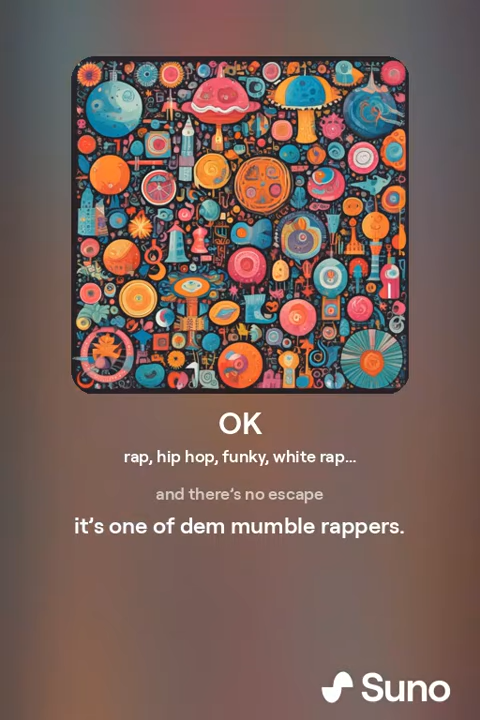 OK
rap, hip hop, funky, white rap...
and there's no escape
it's one of dem mumble rappers.
Suno